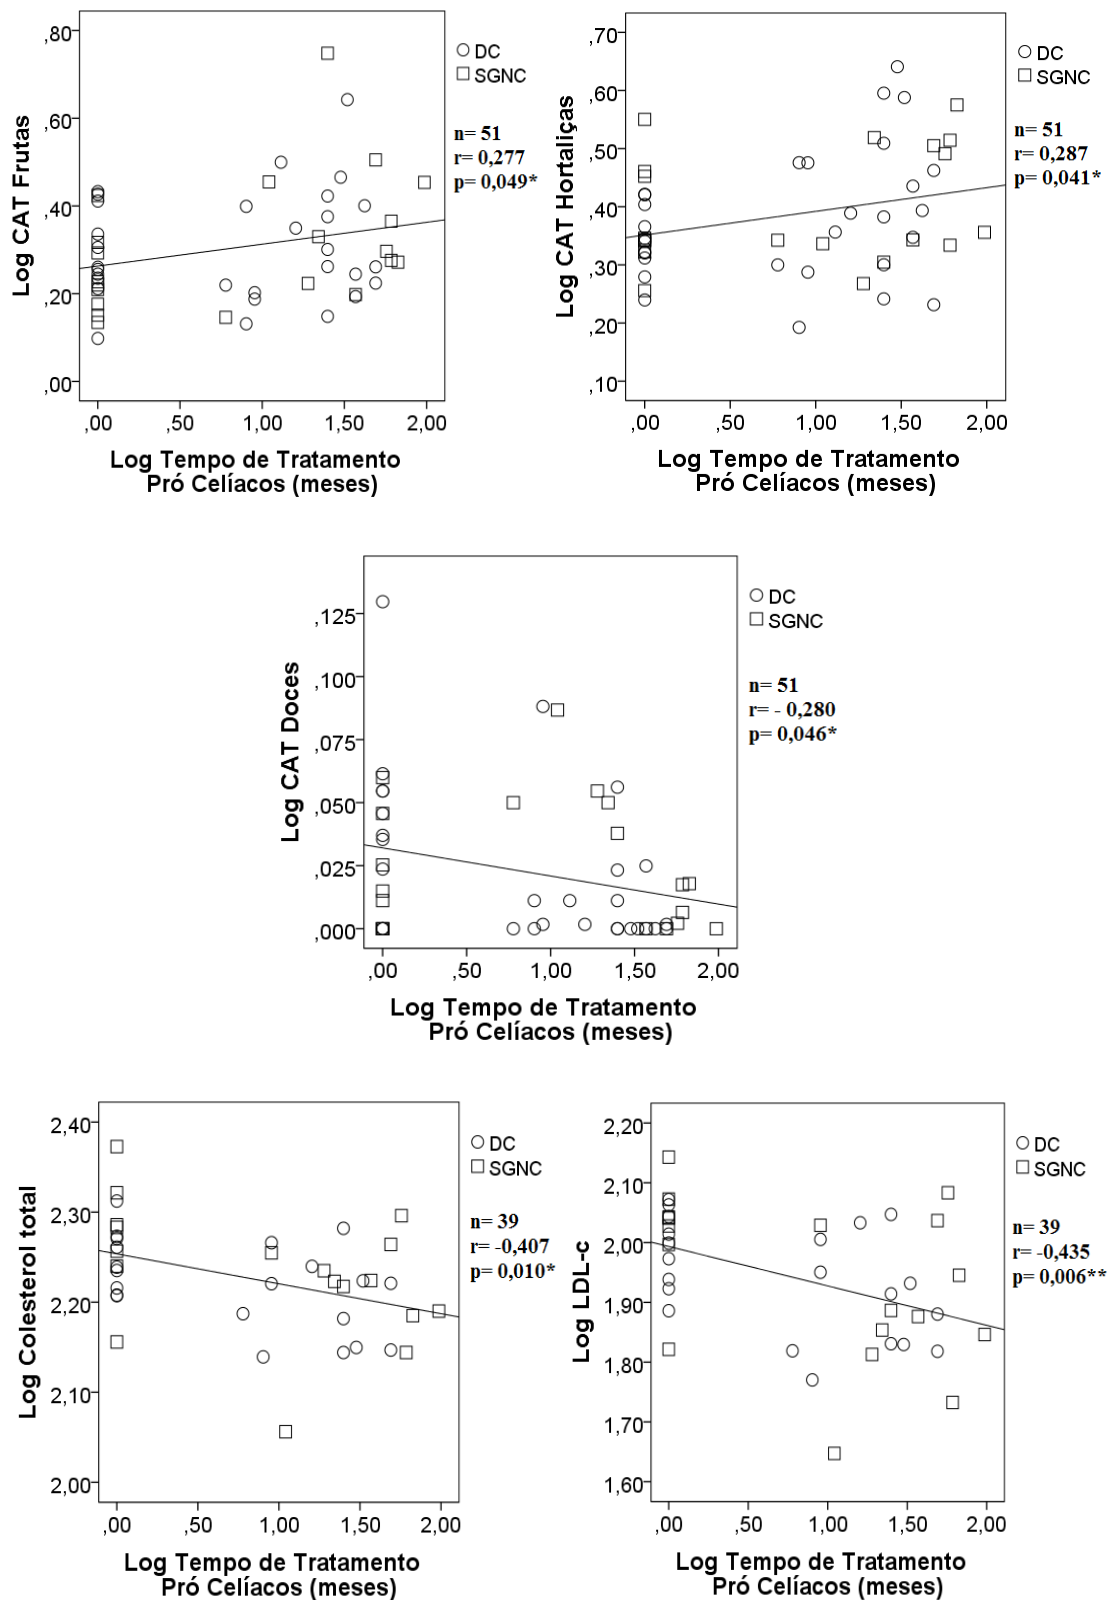 Log CAT Frutas
,80
,60
,40
,20
,00
,00 ,50 1,00 1,50 2,00
Log Tempo de Tratamento
Pró Celíacos (meses)
DC
SGNC
n= 51
r= 0,277
p= 0,049*
Log CAT Hortaliças
,70
,60
,50
,40
,30
,20
,10
,00 ,50 1,00 1,50 2,00
Log Tempo de Tratamento
Pró Celíacos (meses)
DC
SGNC
n= 51
r= 0,287
p= 0,041*
Log CAT Doces
,125
,100
,075
,050
,025
,000
,00 ,50 1,00 1,50 2,00
Log Tempo de Tratamento
Pró Celíacos (meses)
DC
SGNC
n= 51
r= - 0,280
p= 0,046*
Log Colesterol total
2,40
2,30
2,20
2,10
2,00
,00 ,50 1,00 1,50 2,00
Log Tempo de Tratamento
Pró Celíacos (meses)
DC
SGNC
n= 39
r= -0,407
p= 0,010*
Log LDL-c
2,20
2,10
2,00
1,90
1,80
1,70
1,60
,00 ,50 1,00 1,50 2,00
Log Tempo de Tratamento
Pró Celíacos (meses)
DC
SGNC
n= 39
r= -0,435
p= 0,006**